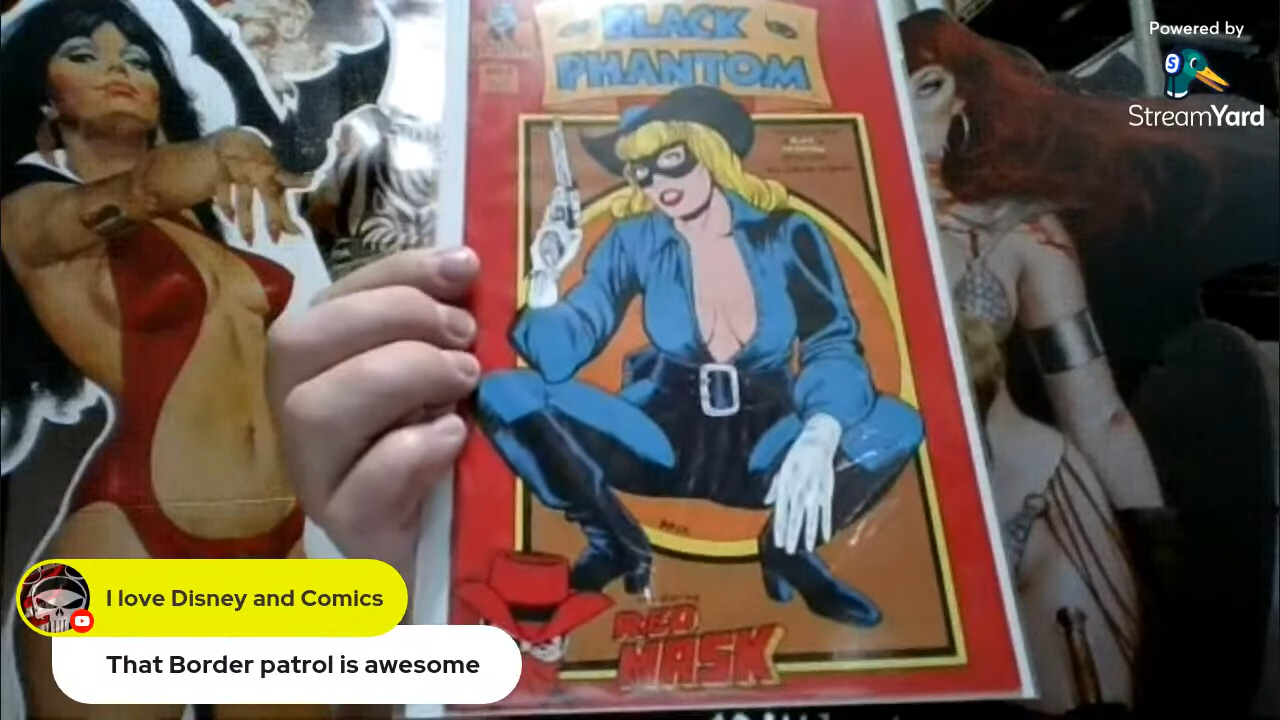 BLACK
PHANTOM
Powered by
StreamYard
RED
MASK
I love Disney and Comics
That Border patrol is awesome